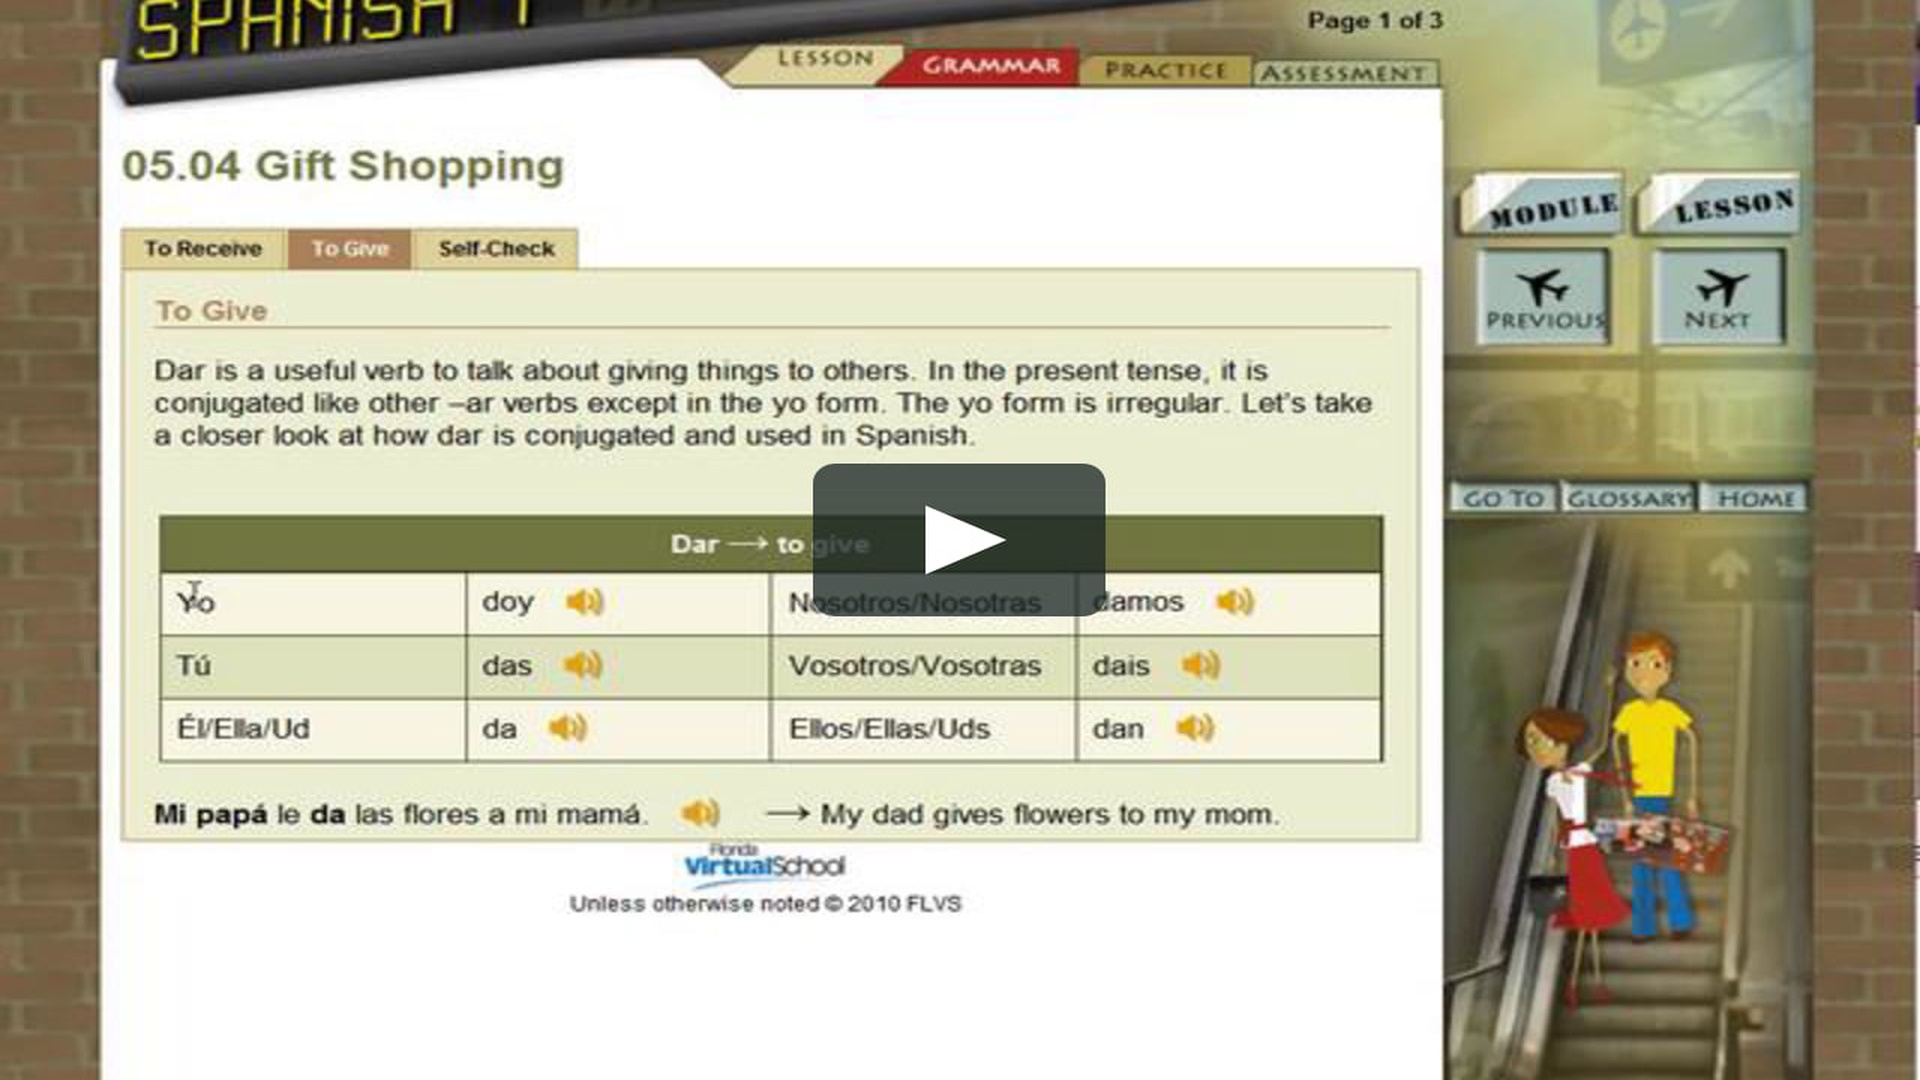 SPANISH 1
Page 1 of 3
LESSON
GRAMMAR
PRACTICE
ASSESSMENT
05.04 Gift Shopping
MODULE
LESSON
PREVIOUS
NEXT
To Receive
To Give
Self-Check
To Give
Dar is a useful verb to talk about giving things to others. In the present tense, it is
conjugated like other –ar verbs except in the yo form. The yo form is irregular. Let's take
a closer look at how dar is conjugated and used in Spanish.
GO TO
GLOSSARY
HOME
Dar → to give
Yo doy Nosotros/Nosotras damos
Tú das Vosotros/Vosotras dais
Él/Ella/Ud da Ellos/Ellas/Uds dan
Mi papá le da las flores a mi mamá. → My dad gives flowers to my mom.
Florida
VirtualSchool
Unless otherwise noted © 2010 FLVS